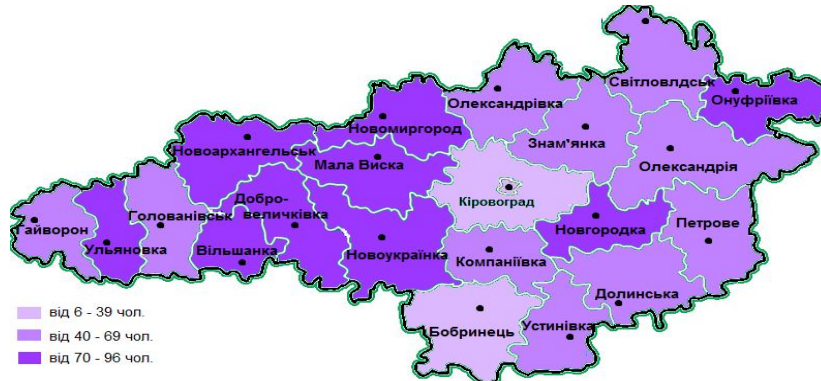 Світловлдськ
Онуфріївка
Олександрівка
Новомиргород
Знам'янка
Новоархангельськ
Мала Виска
Олександрія
Кіровоград
Добро-
величківка
Голованівськ
Гайворон
Ульяновка
Вільшанка
Новоукраїнка
Новгородка
Петрове
Компаніївка
Долинська
Бобринець
Устинівка
від 6 - 39 чол.
від 40 - 69 чол.
від 70 - 96 чол.